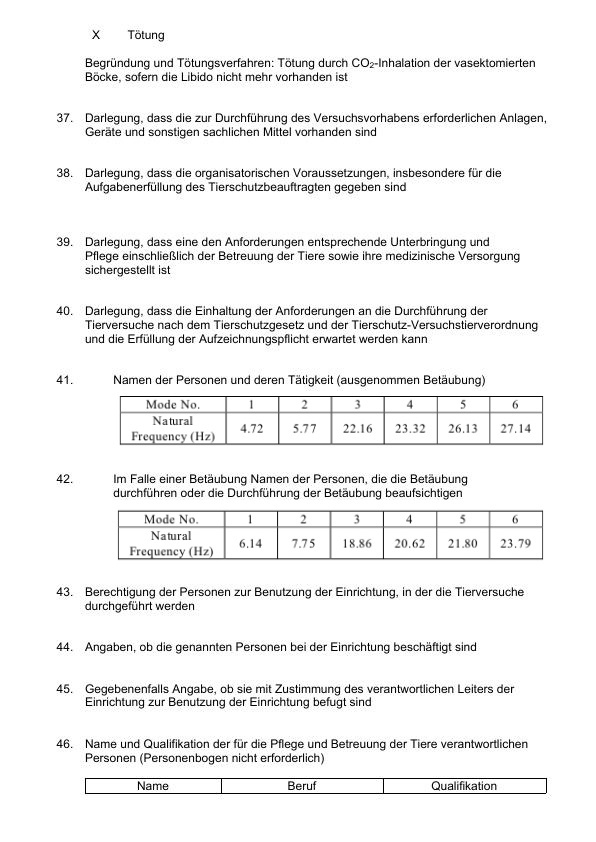 X Tötung
Begründung und Tötungsverfahren: Tötung durch CO₂-Inhalation der vasektomierten
Böcke, sofern die Libido nicht mehr vorhanden ist
37. Darlegung, dass die zur Durchführung des Versuchsvorhabens erforderlichen Anlagen,
Geräte und sonstigen sachlichen Mittel vorhanden sind
38. Darlegung, dass die organisatorischen Voraussetzungen, insbesondere für die
Aufgabenerfüllung des Tierschutzbeauftragten gegeben sind
39. Darlegung, dass eine den Anforderungen entsprechende Unterbringung und
Pflege einschließlich der Betreuung der Tiere sowie ihre medizinische Versorgung
sichergestellt ist
40. Darlegung, dass die Einhaltung der Anforderungen an die Durchführung der
Tierversuche nach dem Tierschutzgesetz und der Tierschutz-Versuchstierverordnung
und die Erfüllung der Aufzeichnungspflicht erwartet werden kann
41. Namen der Personen und deren Tätigkeit (ausgenommen Betäubung)
Mode No. 1 2 3 4 5 6
Natural
Frequency (Hz) 4.72 5.77 22.16 23.32 26.13 27.14
42. Im Falle einer Betäubung Namen der Personen, die die Betäubung
durchführen oder die Durchführung der Betäubung beaufsichtigen
Mode No. 1 2 3 4 5 6
Natural
Frequency (Hz) 6.14 7.75 18.86 20.62 21.80 23.79
43. Berechtigung der Personen zur Benutzung der Einrichtung, in der die Tierversuche
durchgeführt werden
44. Angaben, ob die genannten Personen bei der Einrichtung beschäftigt sind
45. Gegebenenfalls Angabe, ob sie mit Zustimmung des verantwortlichen Leiters der
Einrichtung zur Benutzung der Einrichtung befugt sind
46. Name und Qualifikation der für die Pflege und Betreuung der Tiere verantwortlichen
Personen (Personenbogen nicht erforderlich)
Name Beruf Qualifikation